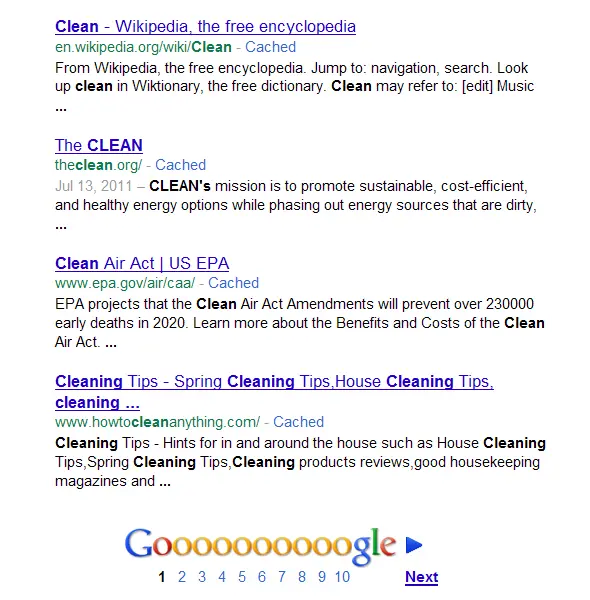 Clean - Wikipedia, the free encyclopedia
en.wikipedia.org/wiki/Clean - Cached
From Wikipedia, the free encyclopedia. Jump to: navigation, search. Look
up clean in Wiktionary, the free dictionary. Clean may refer to: [edit] Music
...
The CLEAN
theclean.org/ - Cached
Jul 13, 2011 – CLEAN's mission is to promote sustainable, cost-efficient,
and healthy energy options while phasing out energy sources that are dirty,
...
Clean Air Act | US EPA
www.epa.gov/air/caa/ - Cached
EPA projects that the Clean Air Act Amendments will prevent over 230000
early deaths in 2020. Learn more about the Benefits and Costs of the Clean
Air Act. ...
Cleaning Tips - Spring Cleaning Tips,House Cleaning Tips,
cleaning ...
www.howtocleananything.com/ - Cached
Cleaning Tips - Hints for in and around the house such as House Cleaning
Tips,Spring Cleaning Tips,Cleaning products reviews,good housekeeping
magazines and ...
Goooooooooogle
1 2 3 4 5 6 7 8 9 10 Next